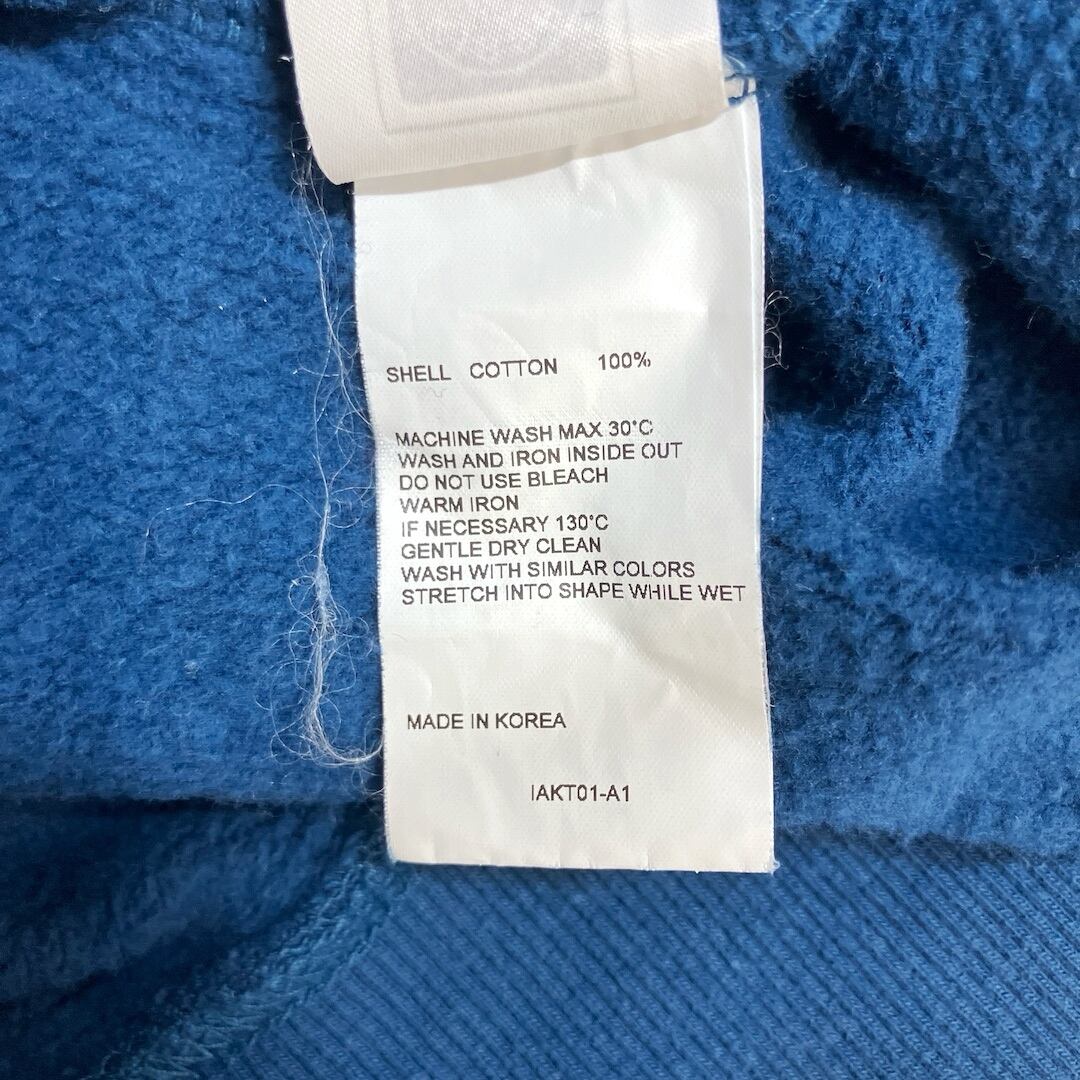 SHELL COTTON 100%
MACHINE WASH MAX 30°C
WASH AND IRON INSIDE OUT
DO NOT USE BLEACH
WARM IRON
IF NECESSARY 130°C
GENTLE DRY CLEAN
WASH WITH SIMILAR COLORS
STRETCH INTO SHAPE WHILE WET
MADE IN KOREA
IAKT01-A1